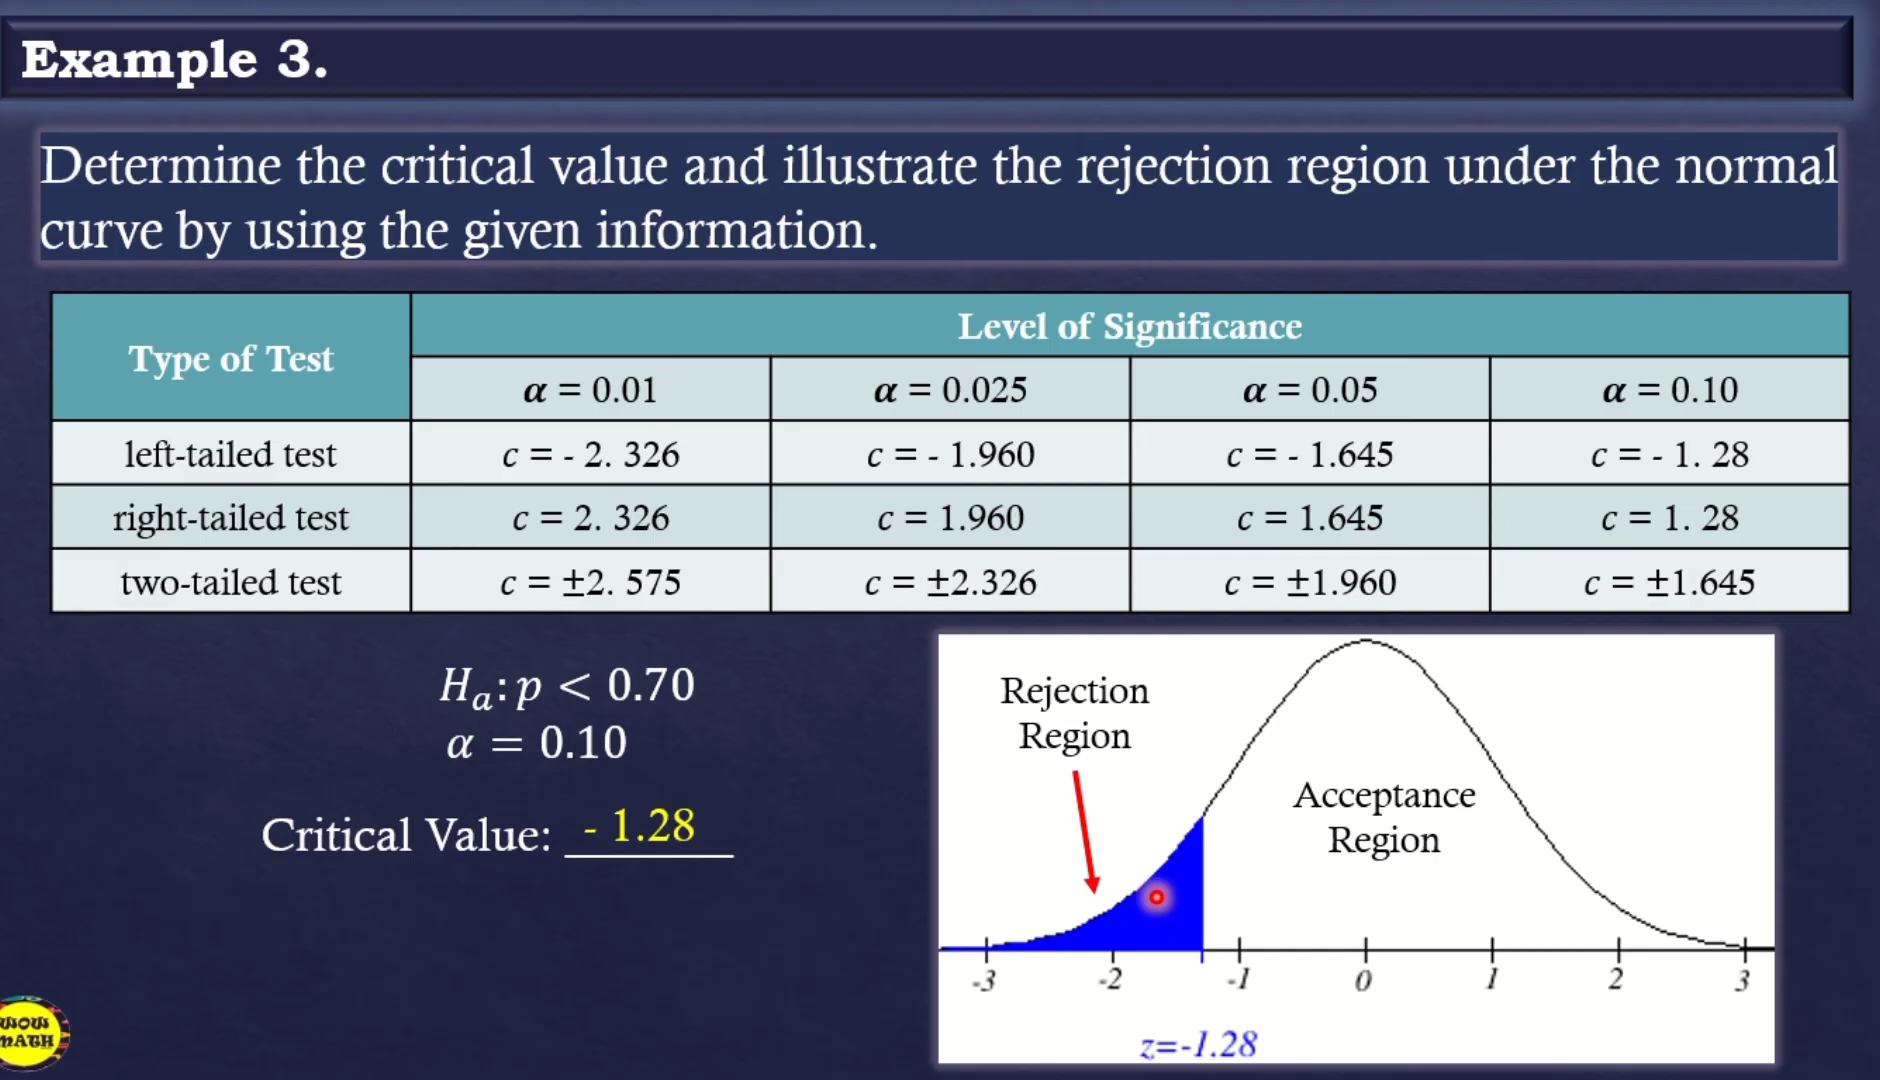 Example 3.
Determine the critical value and illustrate the rejection region under the normal
curve by using the given information.
Type of Test
Level of Significance
α = 0.01 α = 0.025 α = 0.05 α = 0.10
left-tailed test c = - 2. 326 c = - 1.960 c = - 1.645 c = - 1. 28
right-tailed test c = 2. 326 c = 1.960 c = 1.645 c = 1. 28
two-tailed test c = ±2. 575 c = ±2.326 c = ±1.960 c = ±1.645
Hₐ: p < 0.70
α = 0.10
Critical Value: - 1.28
Rejection
Region
Acceptance
Region
-3 -2 -1 0 1 2 3
z=-1.28
WOW
MATH